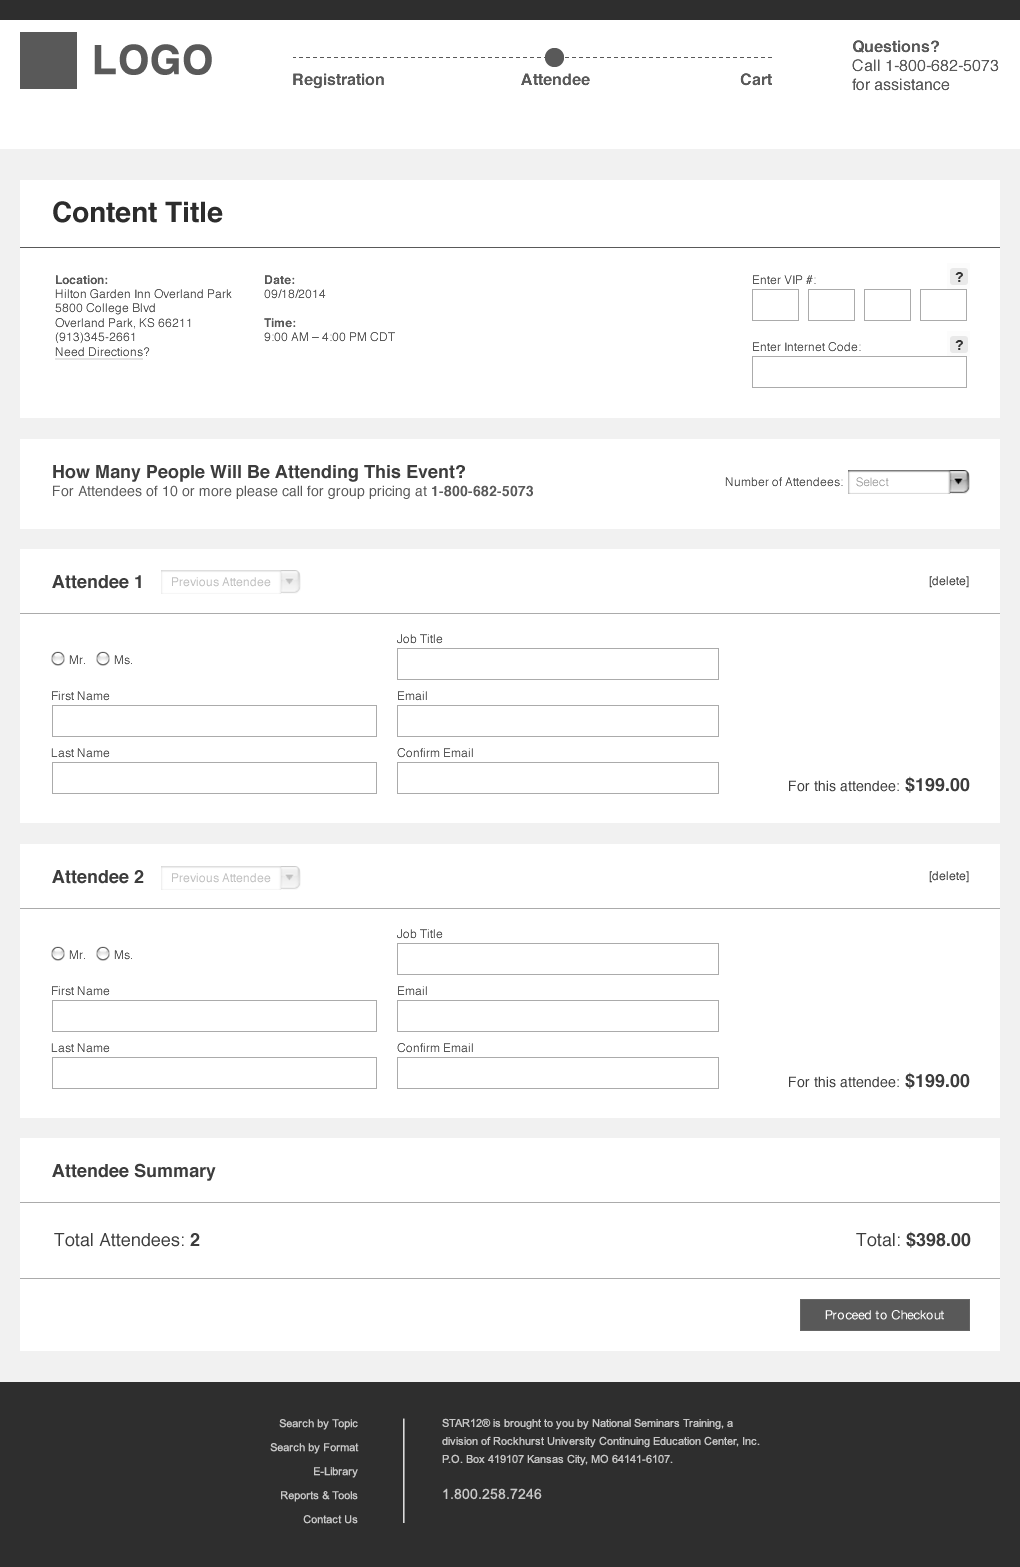 LOGO
Registration
Attendee
Cart
Questions?
Call 1-800-682-5073
for assistance
Content Title
Location:
Hilton Garden Inn Overland Park
5800 College Blvd
Overland Park, KS 66211
(913)345-2661
Need Directions?
Date:
09/18/2014
Time:
9.00 AM – 4:00 PM CDT
Enter VIP #:
?
Enter Internet Code:
?
How Many People Will Be Attending This Event?
For Attendees of 10 or more please call for group pricing at 1-800-682-5073
Number of Attendees: Select
Attendee 1
Previous Attendee
[delete]
Mr. Ms.
First Name
Last Name
Job Title
Email
Confirm Email
For this attendee: $199.00
Attendee 2
Previous Attendee
[delete]
Mr. Ms.
First Name
Last Name
Job Title
Email
Confirm Email
For this attendee: $199.00
Attendee Summary
Total Attendees: 2
Total: $398.00
Proceed to Checkout
Search by Topic
Search by Format
E-Library
Reports & Tools
Contact Us
STAR12® is brought to you by National Seminars Training, a
division of Rockhurst University Continuing Education Center, Inc.
P.O. Box 419107 Kansas City, MO 64141-6107.
1.800.258.7246